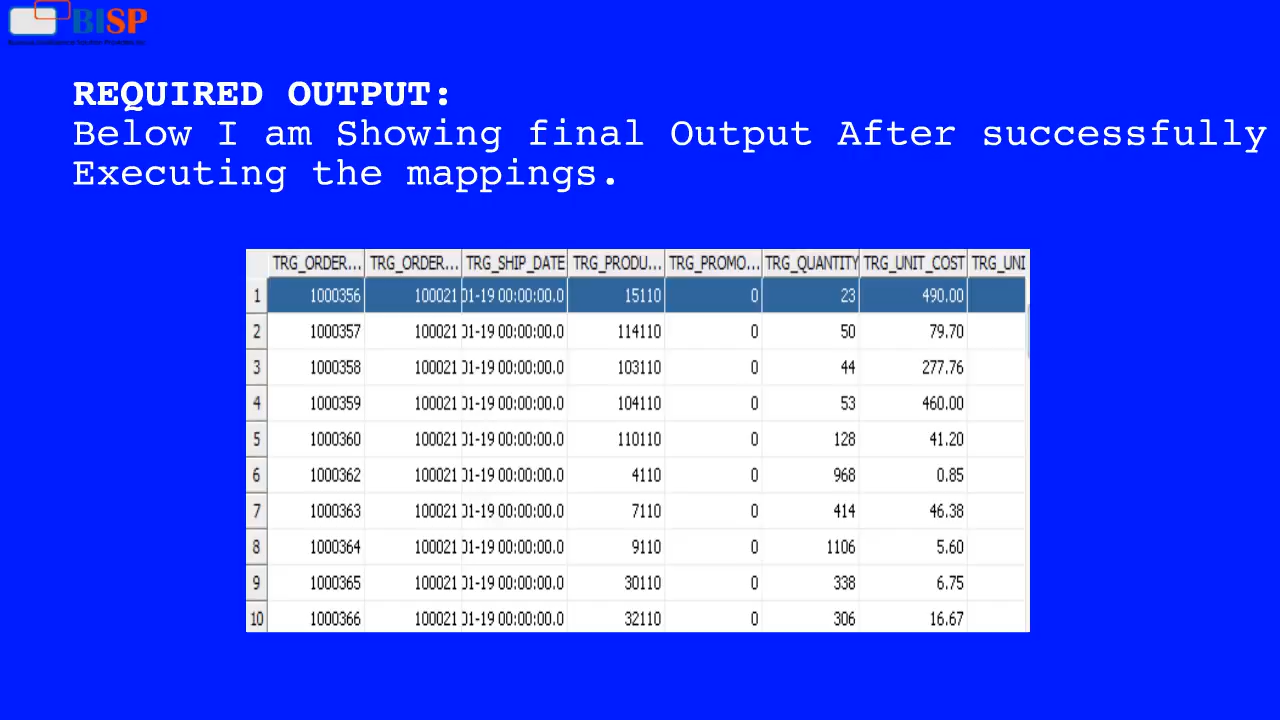 BISP
REQUIRED OUTPUT:
Below I am Showing final Output After successfully
Executing the mappings.
TRG_ORDER... TRG_ORDER... TRG_SHIP_DATE TRG_PRODU... TRG_PROMO... TRG_QUANTITY TRG_UNIT_COST TRG_UNI
1 1000356 100021 01-19 00:00:00.0 15110 0 23 490.00
2 1000357 100021 01-19 00:00:00.0 114110 0 50 79.70
3 1000358 100021 01-19 00:00:00.0 103110 0 44 277.76
4 1000359 100021 01-19 00:00:00.0 104110 0 53 460.00
5 1000360 100021 01-19 00:00:00.0 110110 0 128 41.20
6 1000362 100021 01-19 00:00:00.0 4110 0 968 0.85
7 1000363 100021 01-19 00:00:00.0 7110 0 414 46.38
8 1000364 100021 01-19 00:00:00.0 9110 0 1106 5.60
9 1000365 100021 01-19 00:00:00.0 30110 0 338 6.75
10 1000366 100021 01-19 00:00:00.0 32110 0 306 16.67